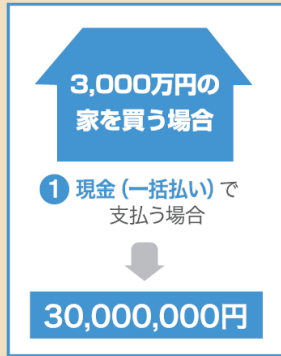 3,000万円の
家を買う場合
1 現金（一括払い）で
支払う場合
30,000,000円